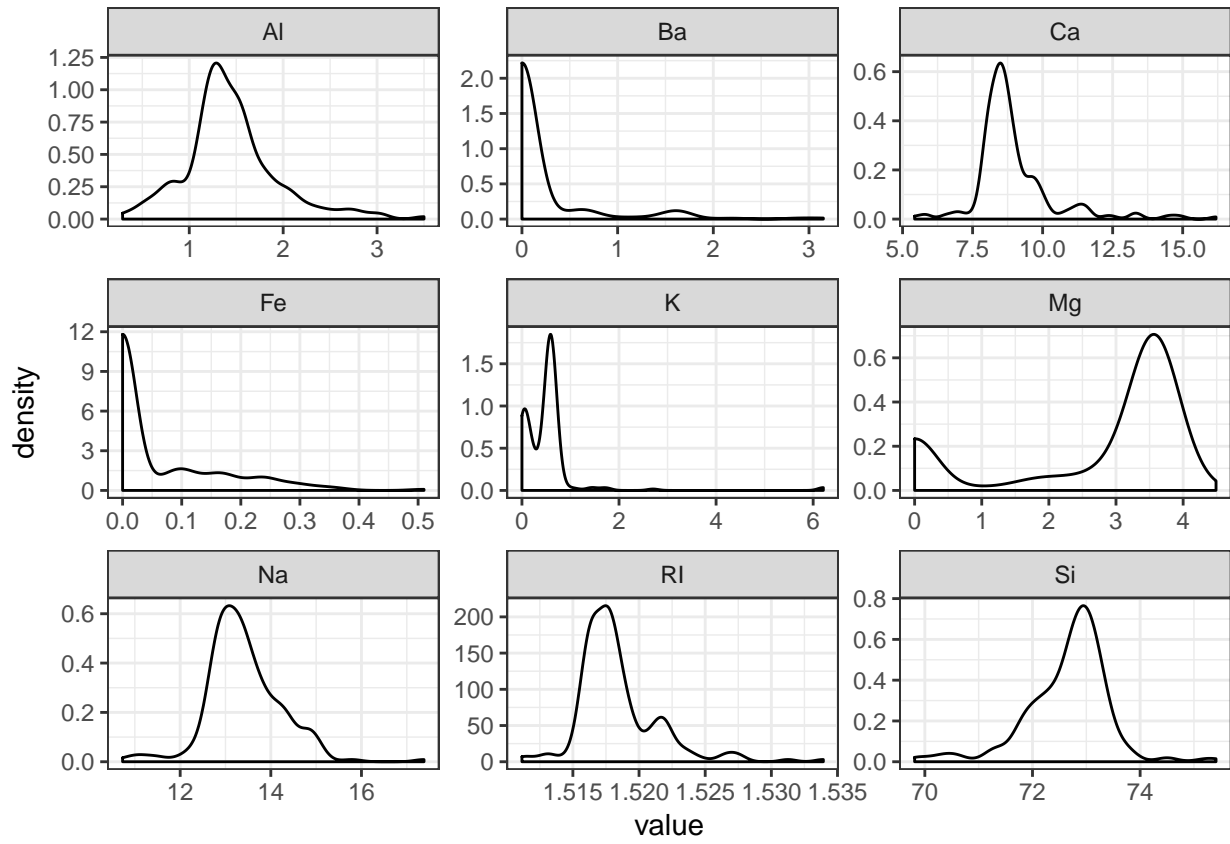 Al
Ba
Ca
1.25
1.00
0.75
0.50
0.25
0.00
2.0
1.5
1.0
0.5
0.0
0.6
0.4
0.2
0.0
1 2 3
0 1 2 3
5.0 7.5 10.0 12.5 15.0
Fe
K
Mg
12
9
6
3
0
1.5
1.0
0.5
0.0
0.6
0.4
0.2
0.0
0.0 0.1 0.2 0.3 0.4 0.5
0 2 4 6
0 1 2 3 4
density
Na
RI
Si
0.6
0.4
0.2
0.0
200
150
100
50
0
0.8
0.6
0.4
0.2
0.0
12 14 16
1.515 1.520 1.525 1.530 1.535
70 72 74
value